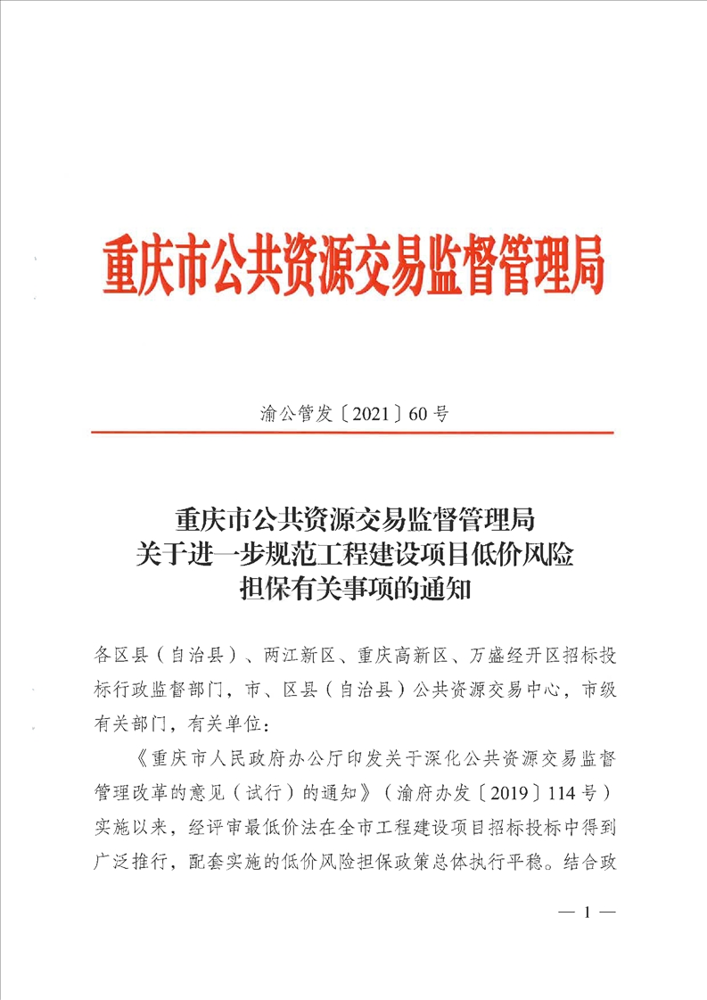 重庆市公共资源交易监督管理局
渝公管发〔2021〕60号
重庆市公共资源交易监督管理局
关于进一步规范工程建设项目低价风险
担保有关事项的通知
各区县（自治县）、两江新区、重庆高新区、万盛经开区招标投
标行政监督部门，市、区县（自治县）公共资源交易中心，市级
有关部门，有关单位：
《重庆市人民政府办公厅印发关于深化公共资源交易监督
管理改革的意见（试行）的通知》（渝府办发〔2019〕114号）
实施以来，经评审最低价法在全市工程建设项目招标投标中得到
广泛推行，配套实施的低价风险担保政策总体执行平稳。结合政
— 1 —